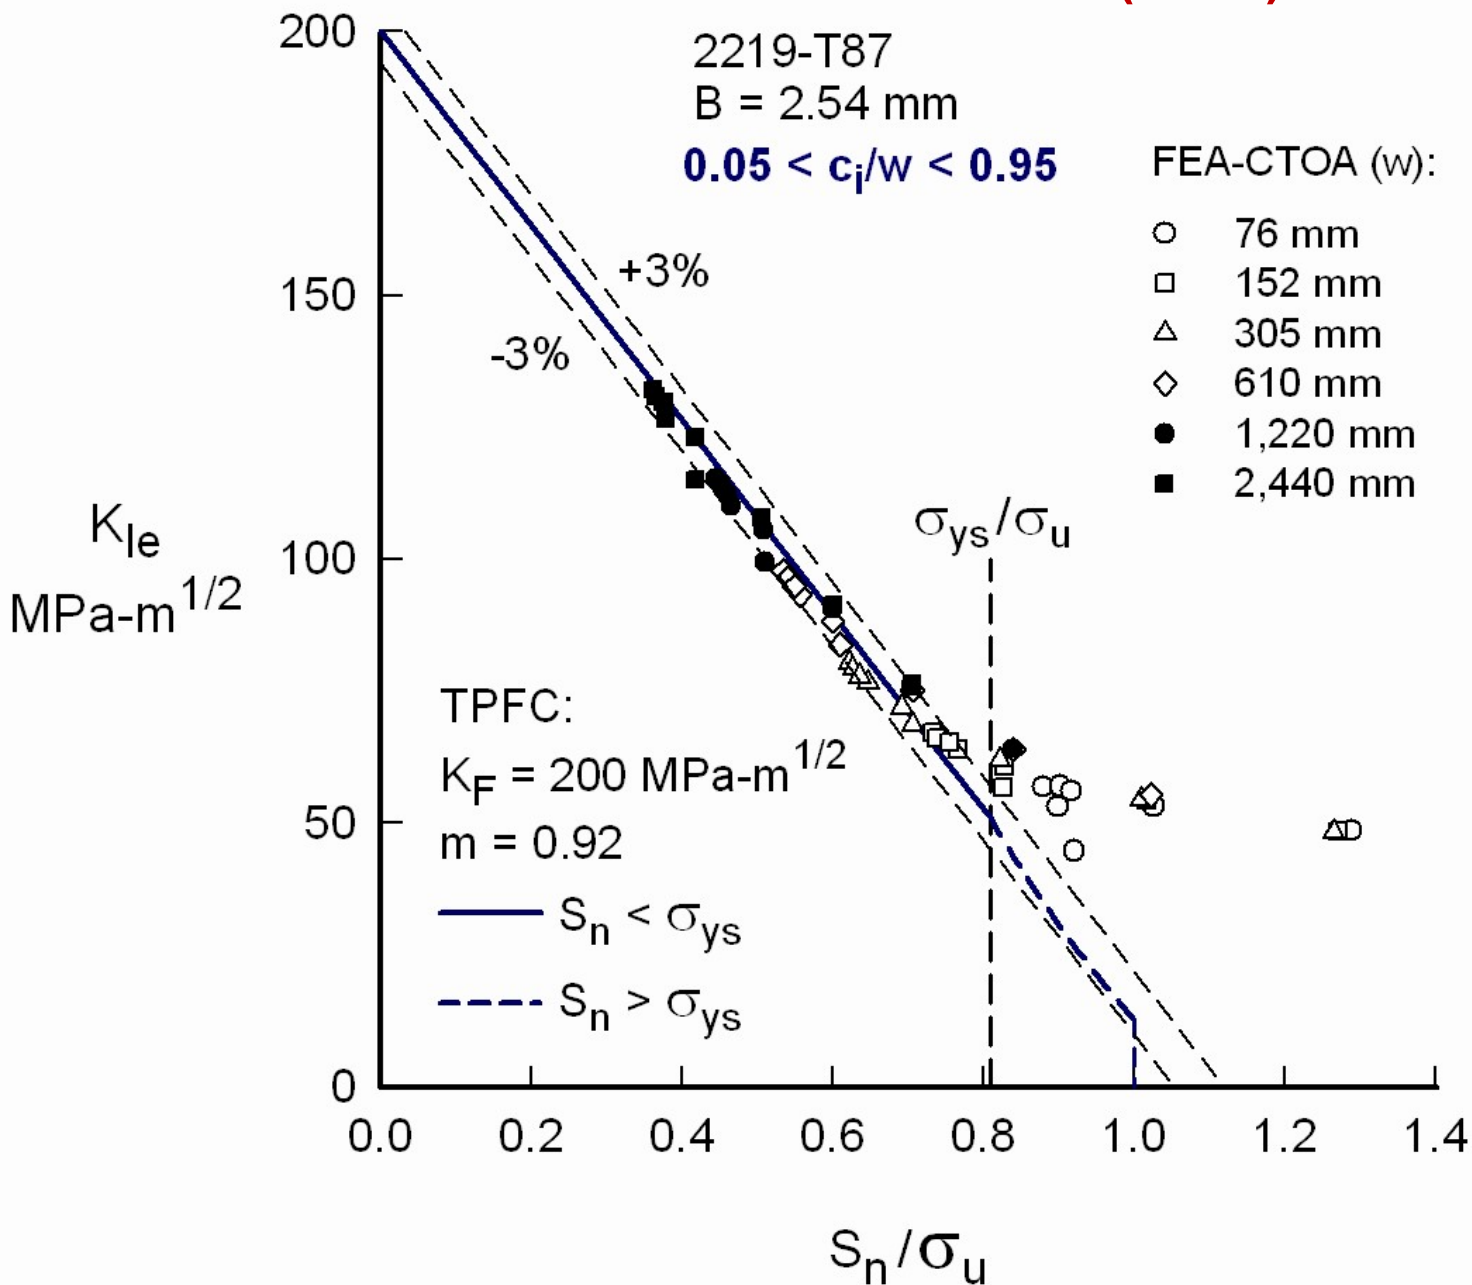 200
150
100
50
0
K_Ie
MPa-m^1/2
2219-T87
B = 2.54 mm
0.05 < c_i/w < 0.95
FEA-CTOA (w):
76 mm
152 mm
305 mm
610 mm
1,220 mm
2,440 mm
+3%
-3%
σ_ys/σ_u
TPFC:
K_F = 200 MPa-m^1/2
m = 0.92
S_n < σ_ys
S_n > σ_ys
0.0 0.2 0.4 0.6 0.8 1.0 1.2 1.4
S_n/σ_u